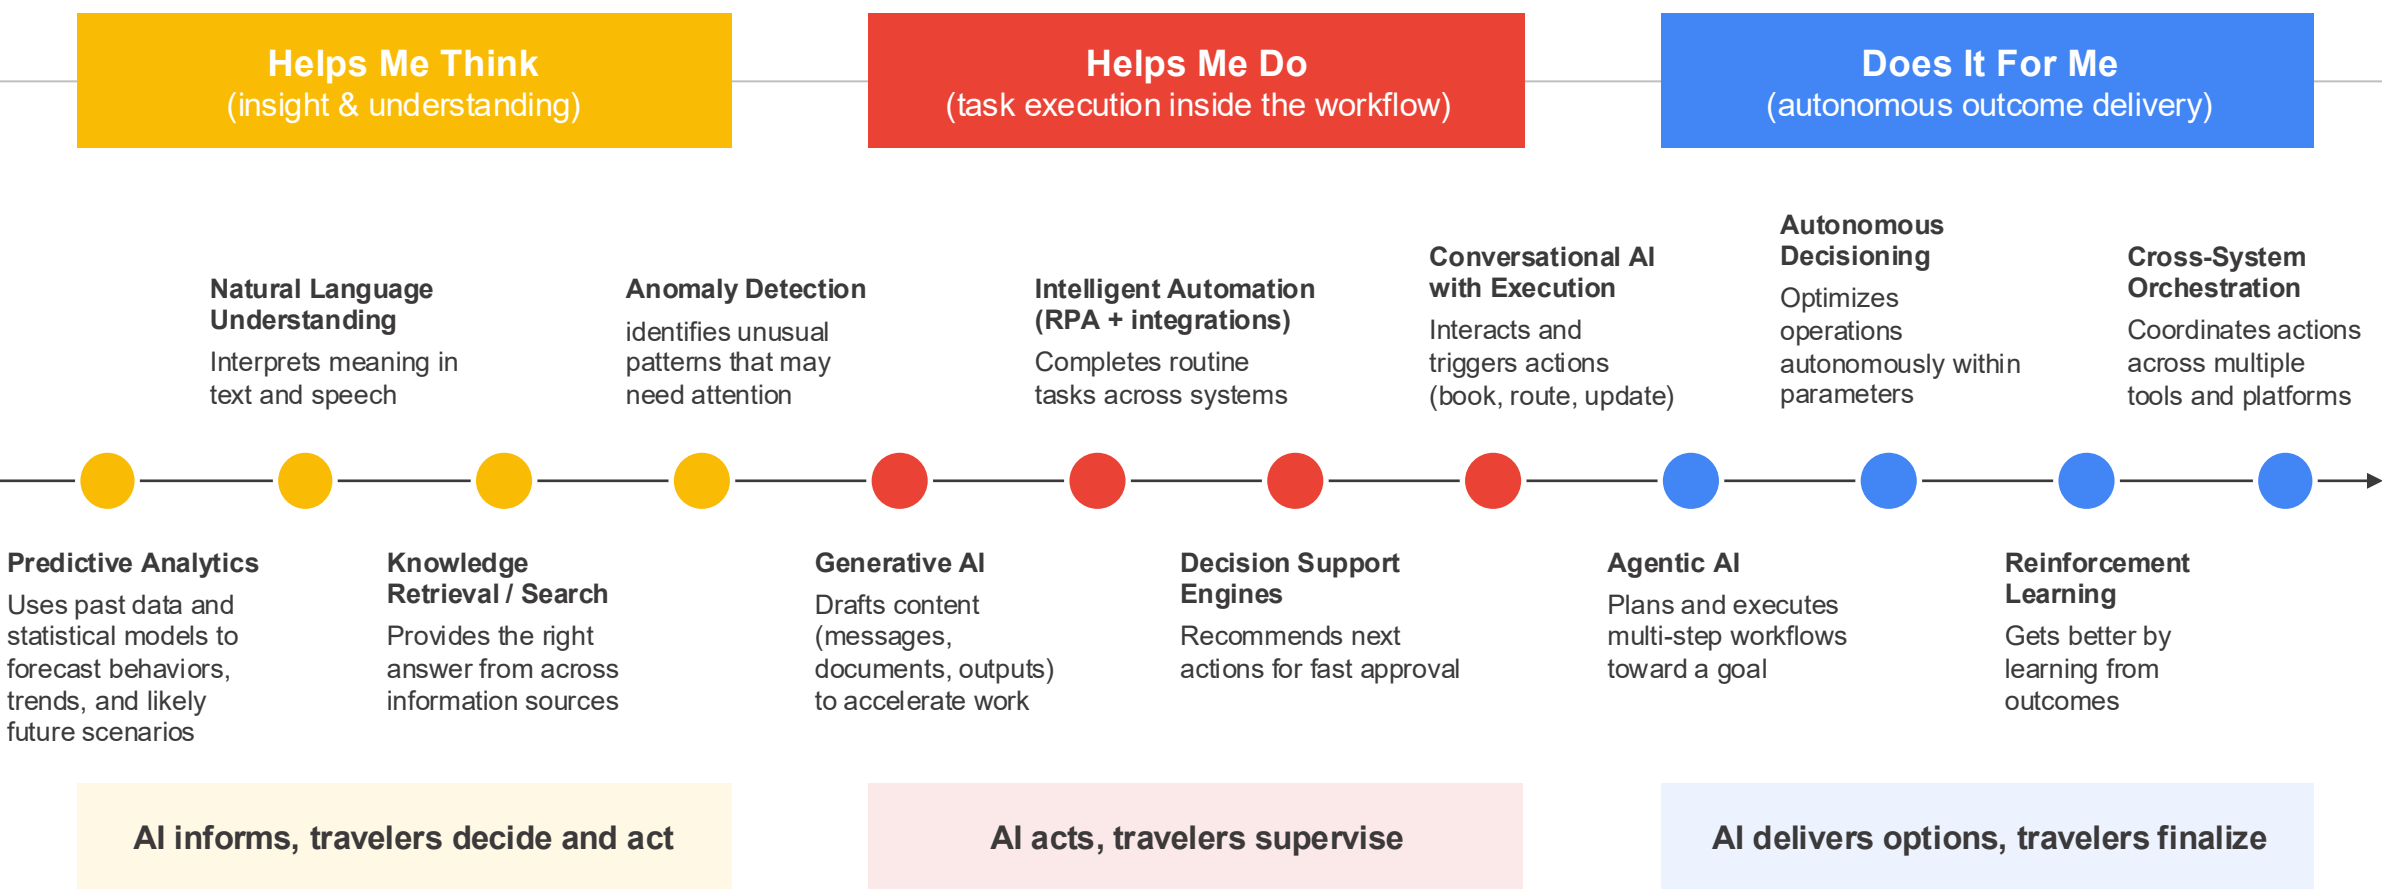 Helps Me Think
(insight & understanding)
Helps Me Do
(task execution inside the workflow)
Does It For Me
(autonomous outcome delivery)
Predictive Analytics
Uses past data and
statistical models to
forecast behaviors,
trends, and likely
future scenarios
Natural Language
Understanding
Interprets meaning in
text and speech
Knowledge
Retrieval / Search
Provides the right
answer from across
information sources
Anomaly Detection
identifies unusual
patterns that may
need attention
Generative AI
Drafts content
(messages,
documents, outputs)
to accelerate work
Intelligent Automation
(RPA + integrations)
Completes routine
tasks across systems
Decision Support
Engines
Recommends next
actions for fast approval
Conversational AI
with Execution
Interacts and
triggers actions
(book, route, update)
Agentic AI
Plans and executes
multi-step workflows
toward a goal
Autonomous
Decisioning
Optimizes
operations
autonomously within
parameters
Reinforcement
Learning
Gets better by
learning from
outcomes
Cross-System
Orchestration
Coordinates actions
across multiple
tools and platforms
AI informs, travelers decide and act
AI acts, travelers supervise
AI delivers options, travelers finalize